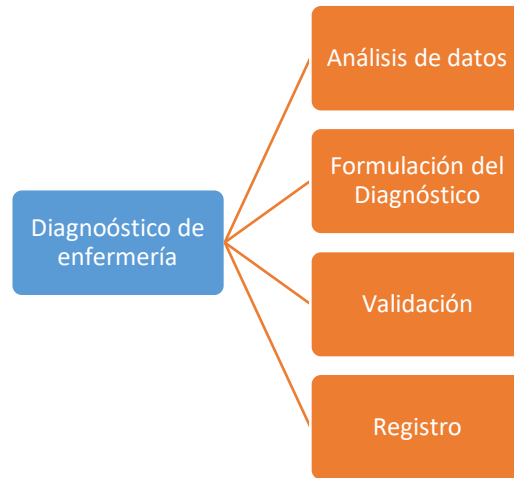 Análisis de datos
Formulación del
Diagnóstico
Diagnoóstico de
enfermería
Validación
Registro